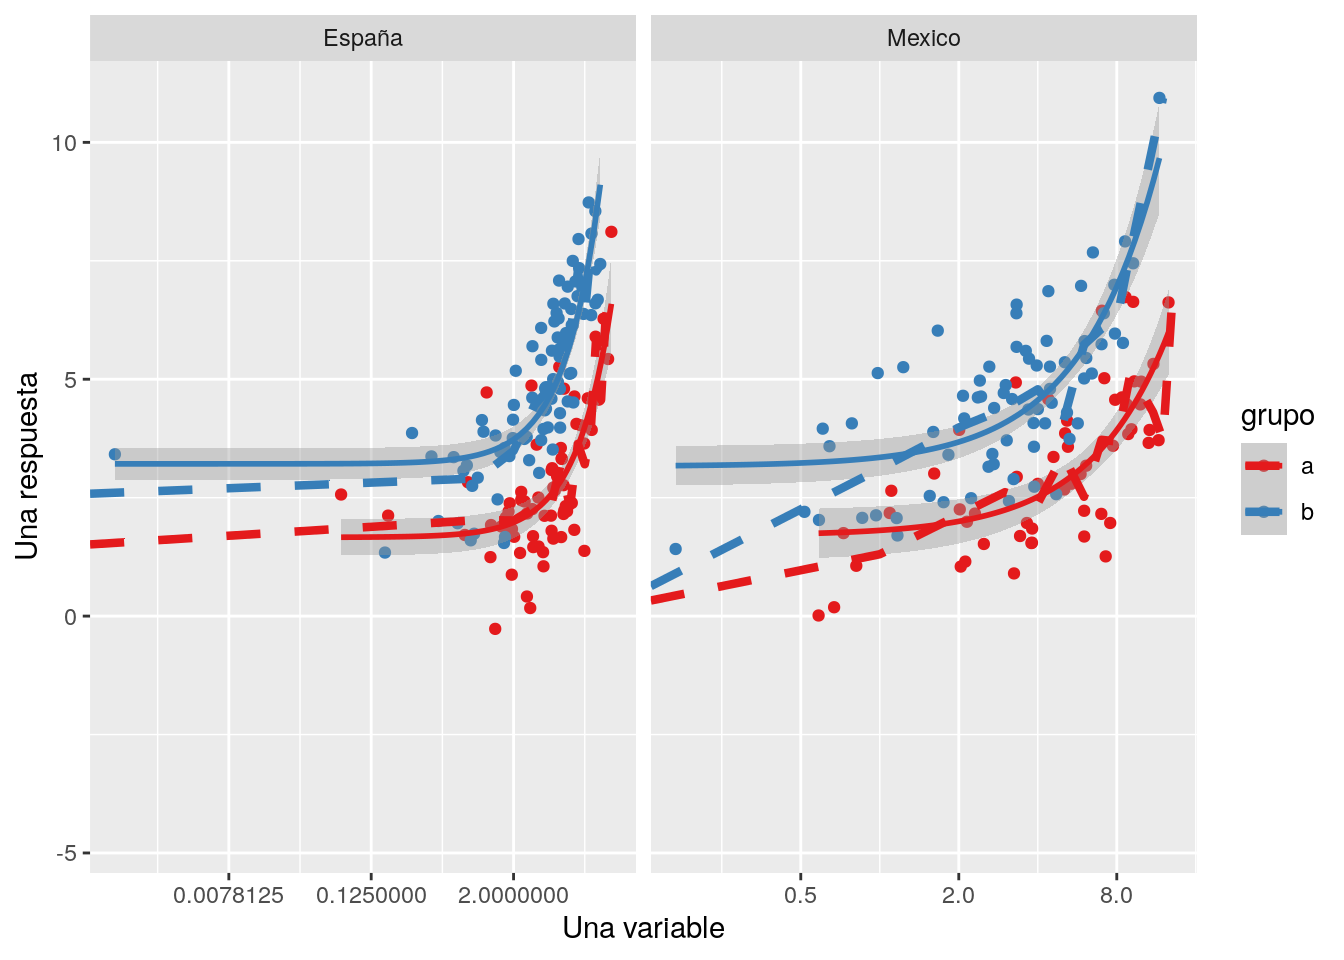 España
Mexico
10
5
0
-5
0.0078125
0.1250000
2.0000000
0.5
2.0
8.0
Una variable
Una respuesta
grupo
a
b